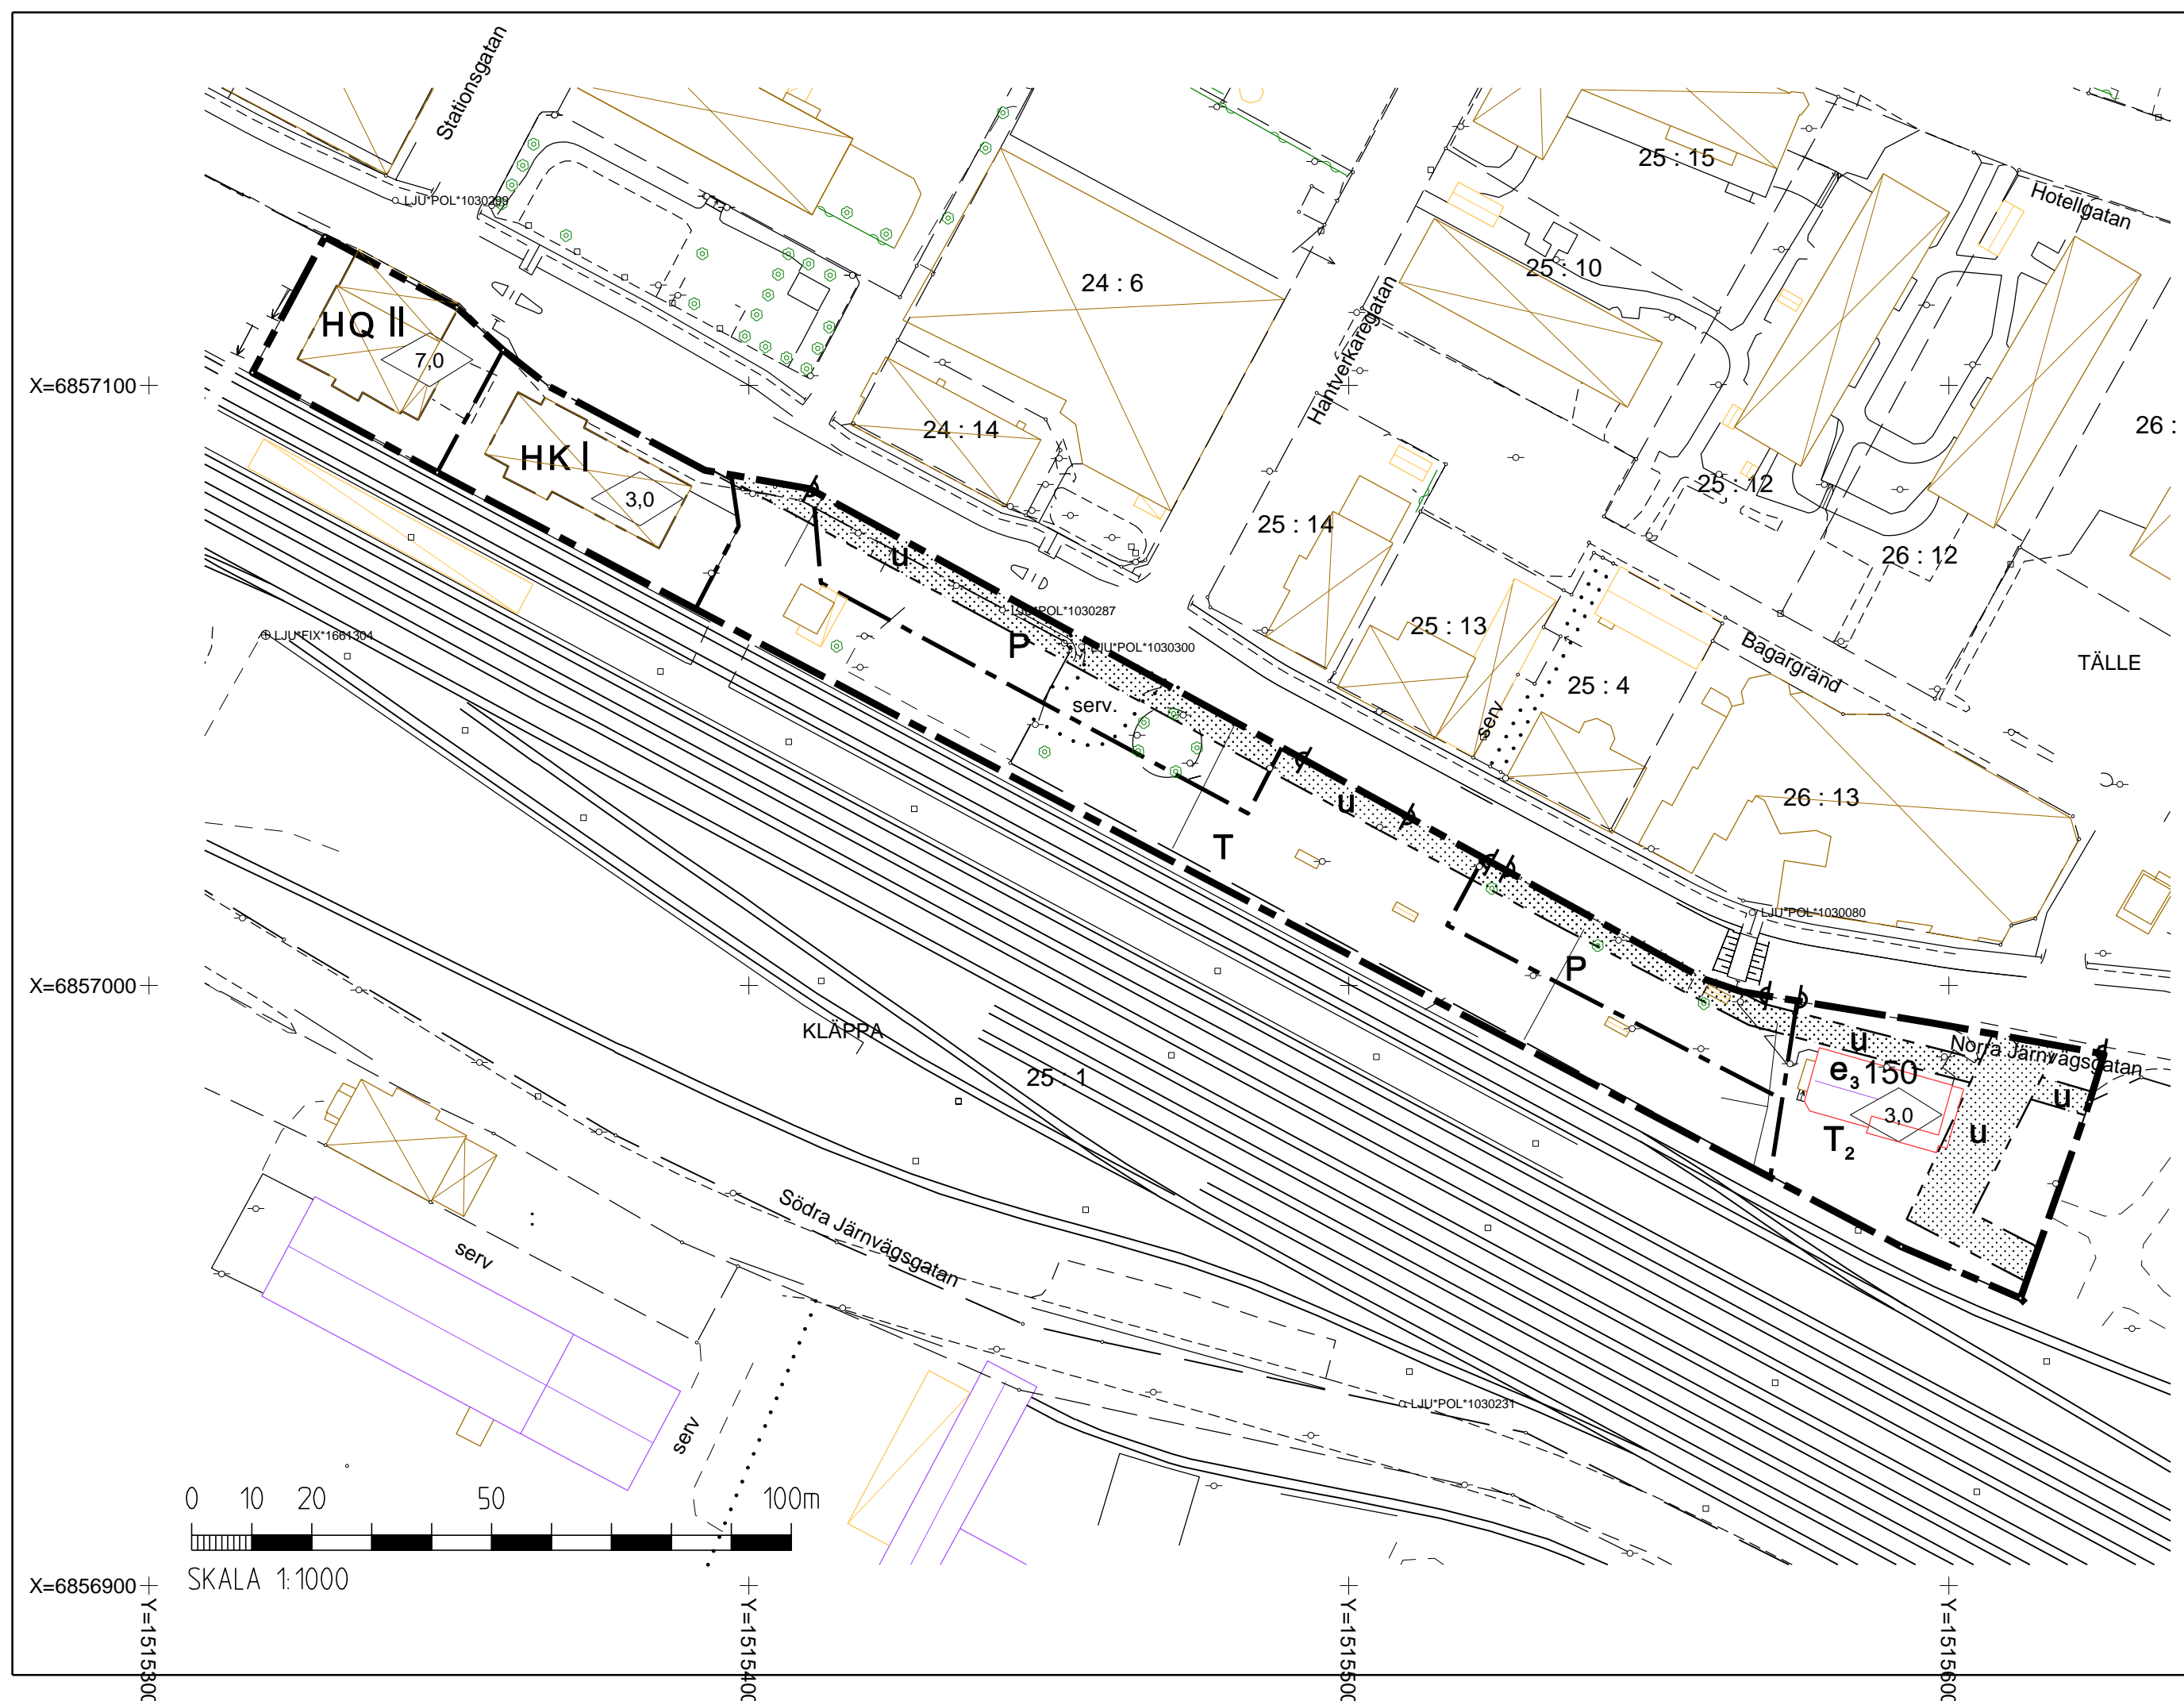 Stationsgatan
LJU*POL*1030299
25 : 15
Hotellgatan
24 : 6
25 : 10
Hantverkaregatan
HQ II
7,0
X=6857100
24 : 14
26 :
HK I
3,0
25 : 12
25 : 14
26 : 12
u
LJU*POL*1030287
LJU*FIX*1661304
P
LJU*POL*1030300
25 : 13
Bagargränd
TÄLLE
25 : 4
serv.
serv
u
26 : 13
T
LJU*POL*1030080
P
X=6857000
KLÄPPA
u
Norra Järnvägsgatan
25 : 1
e3 150
u
3,0
T2
u
Södra Järnvägsgatan
serv
LJU*POL*1030231
serv
0 10 20 50 100m
SKALA 1:1000
X=6856900
Y=1515300
Y=1515400
Y=1515500
Y=1515600